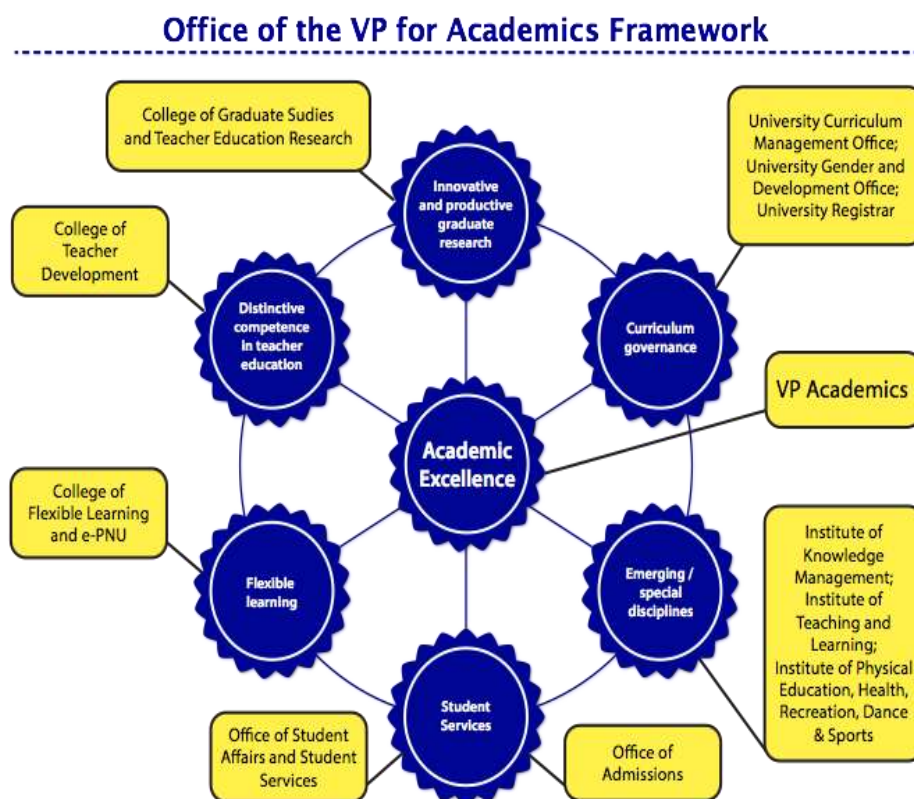 Office of the VP for Academics Framework
College of Graduate Sudies
and Teacher Education Research
University Curriculum
Management Office;
University Gender and
Development Office;
University Registrar
Innovative
and productive
graduate
research
College of
Teacher
Development
Distinctive
competence
in teacher
education
Curriculum
governance
VP Academics
Academic
Excellence
College of
Flexible Learning
and e-PNU
Flexible
learning
Emerging /
special
disciplines
Institute of
Knowledge
Management;
Institute of
Teaching and
Learning;
Institute of Physical
Education, Health,
Recreation, Dance
& Sports
Student
Services
Office of Student
Affairs and Student
Services
Office of
Admissions